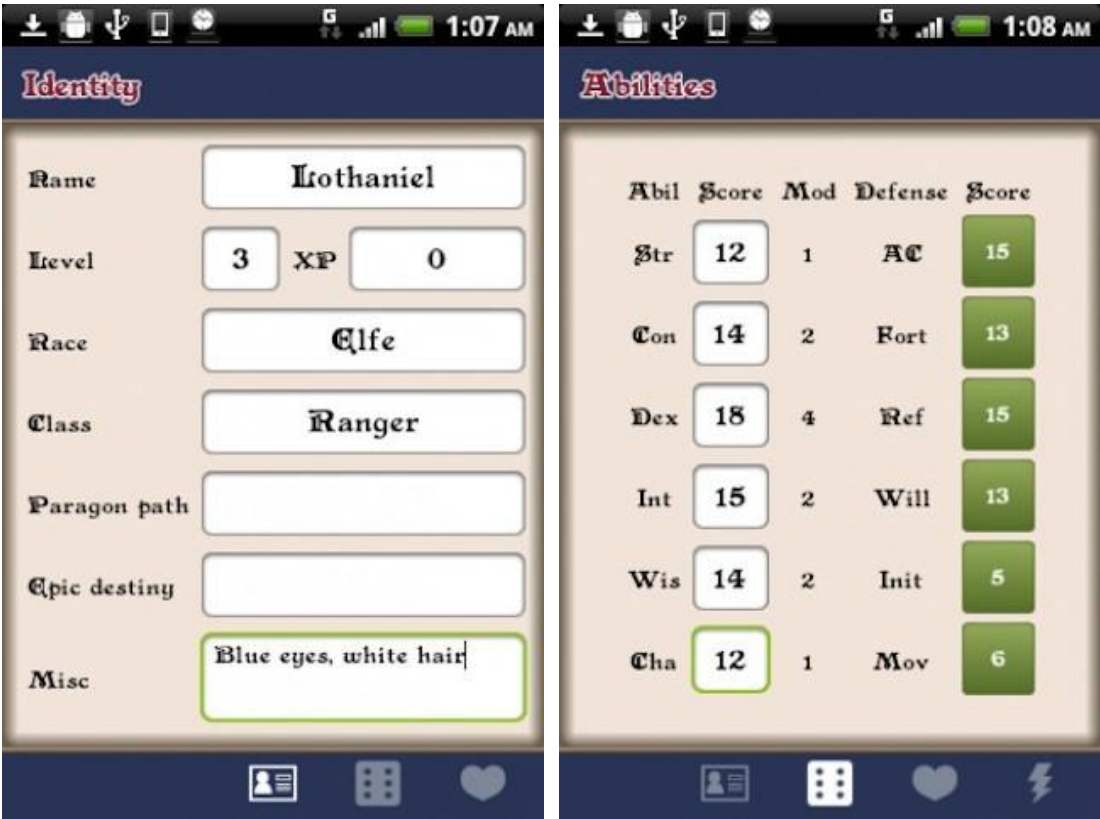 G 1:07 AM
Identity
Name Lothaniel
Level 3 XP 0
Race Elfe
Class Ranger
Paragon path
Epic destiny
Misc Blue eyes, white hair
G 1:08 AM
Abilities
Abil Score Mod Defense Score
Str 12 1 AC 15
Con 14 2 Fort 13
Dex 18 4 Ref 15
Int 15 2 Will 13
Wis 14 2 Init 5
Cha 12 1 Mov 6